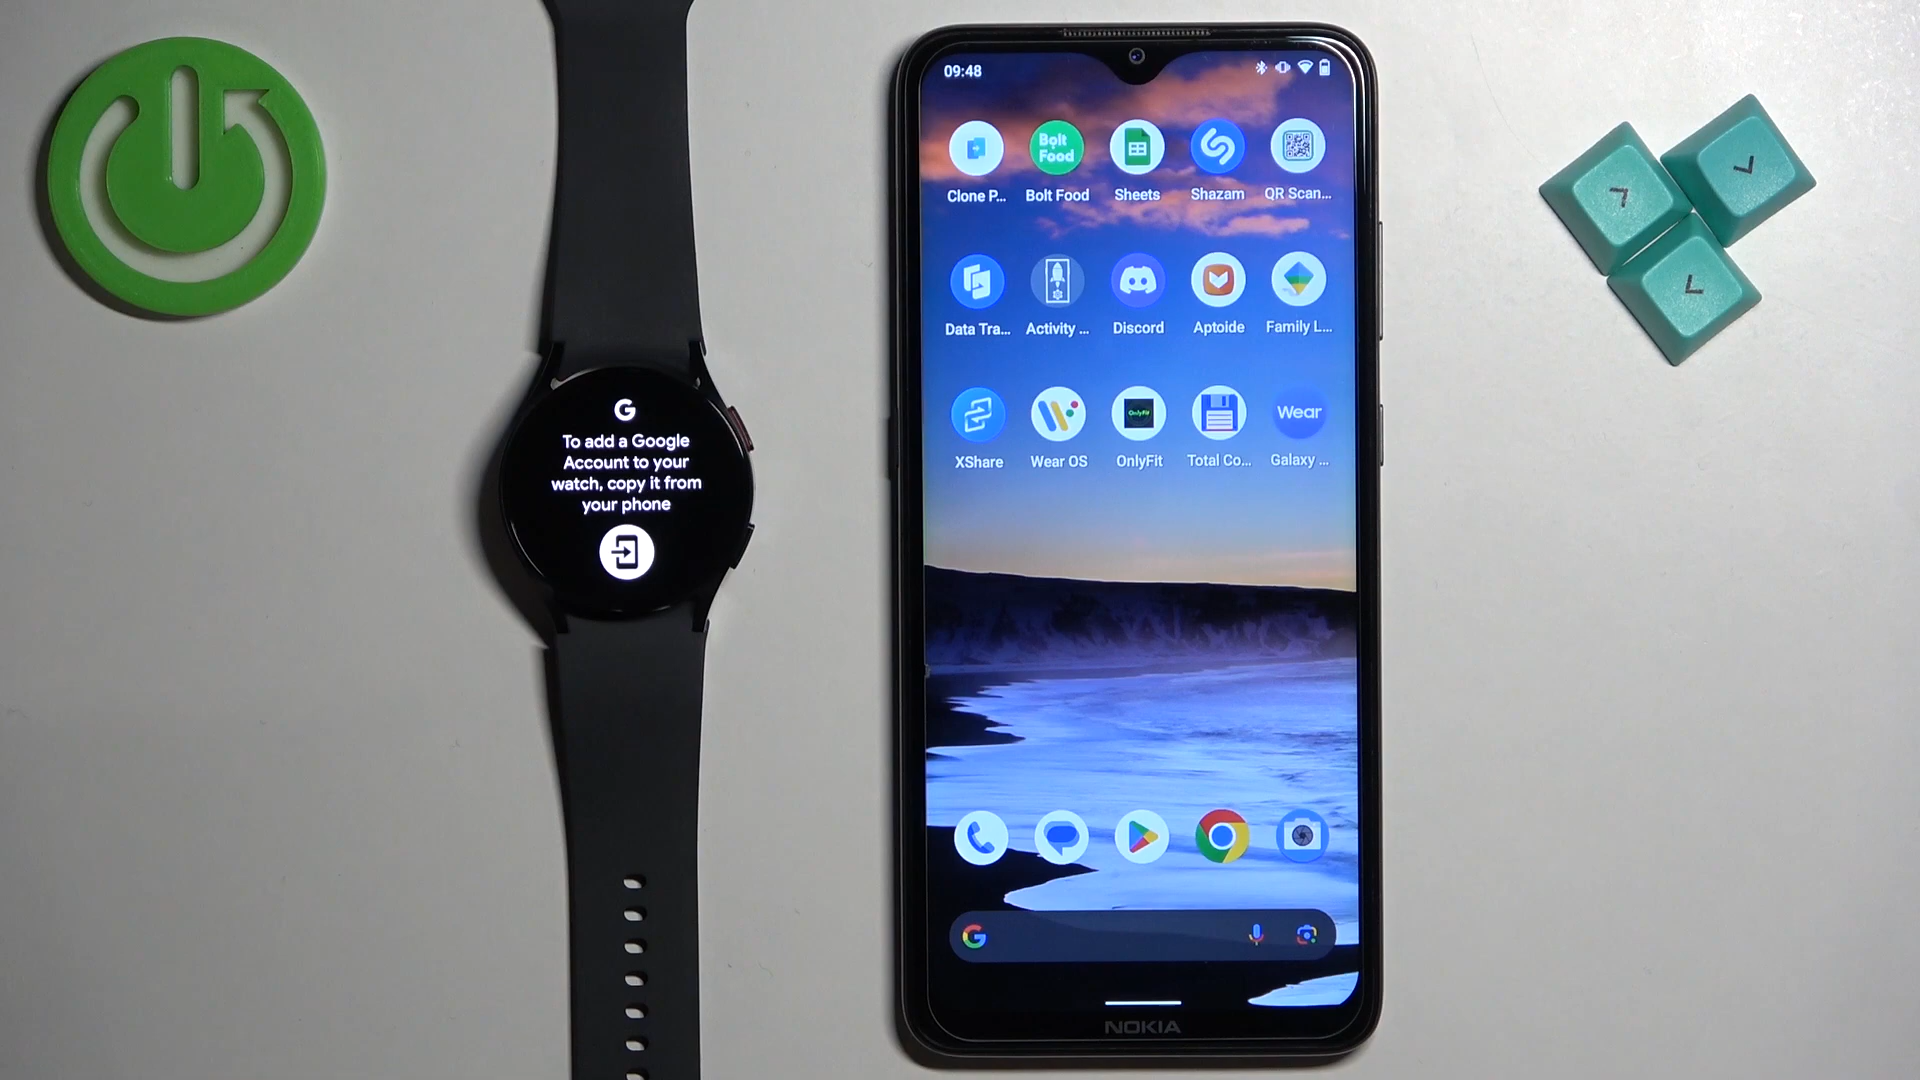 G
To add a Google
Account to your
watch, copy it from
your phone
09:48
Bolt
Food
Clone P...
Bolt Food
Sheets
Shazam
QR Scan...
Data Tra...
Activity ...
Discord
Aptoide
Family L...
OnlyFit
Wear
XShare
Wear OS
OnlyFit
Total Co...
Galaxy ...
G
NOKIA